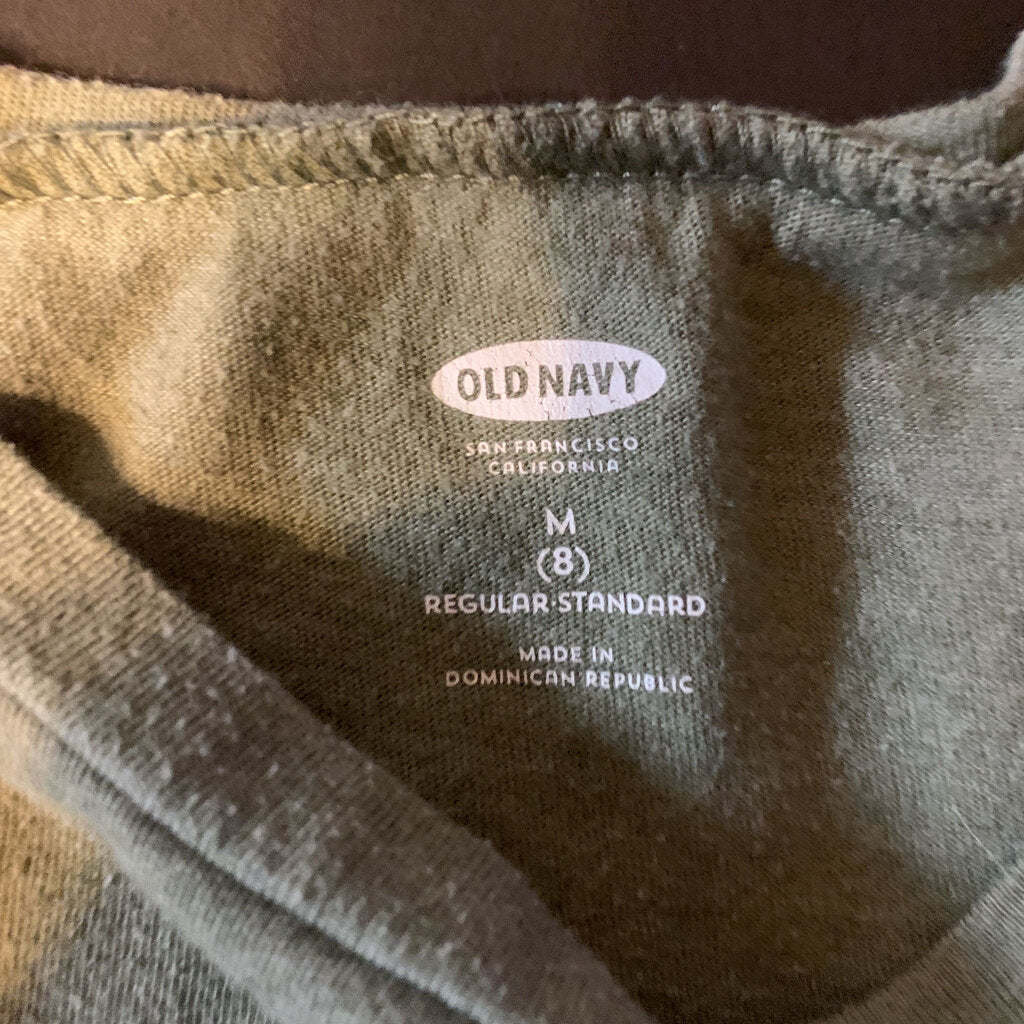 OLD NAVY
SAN FRANCISCO
CALIFORNIA
M
(8)
REGULAR·STANDARD
MADE IN
DOMINICAN REPUBLIC